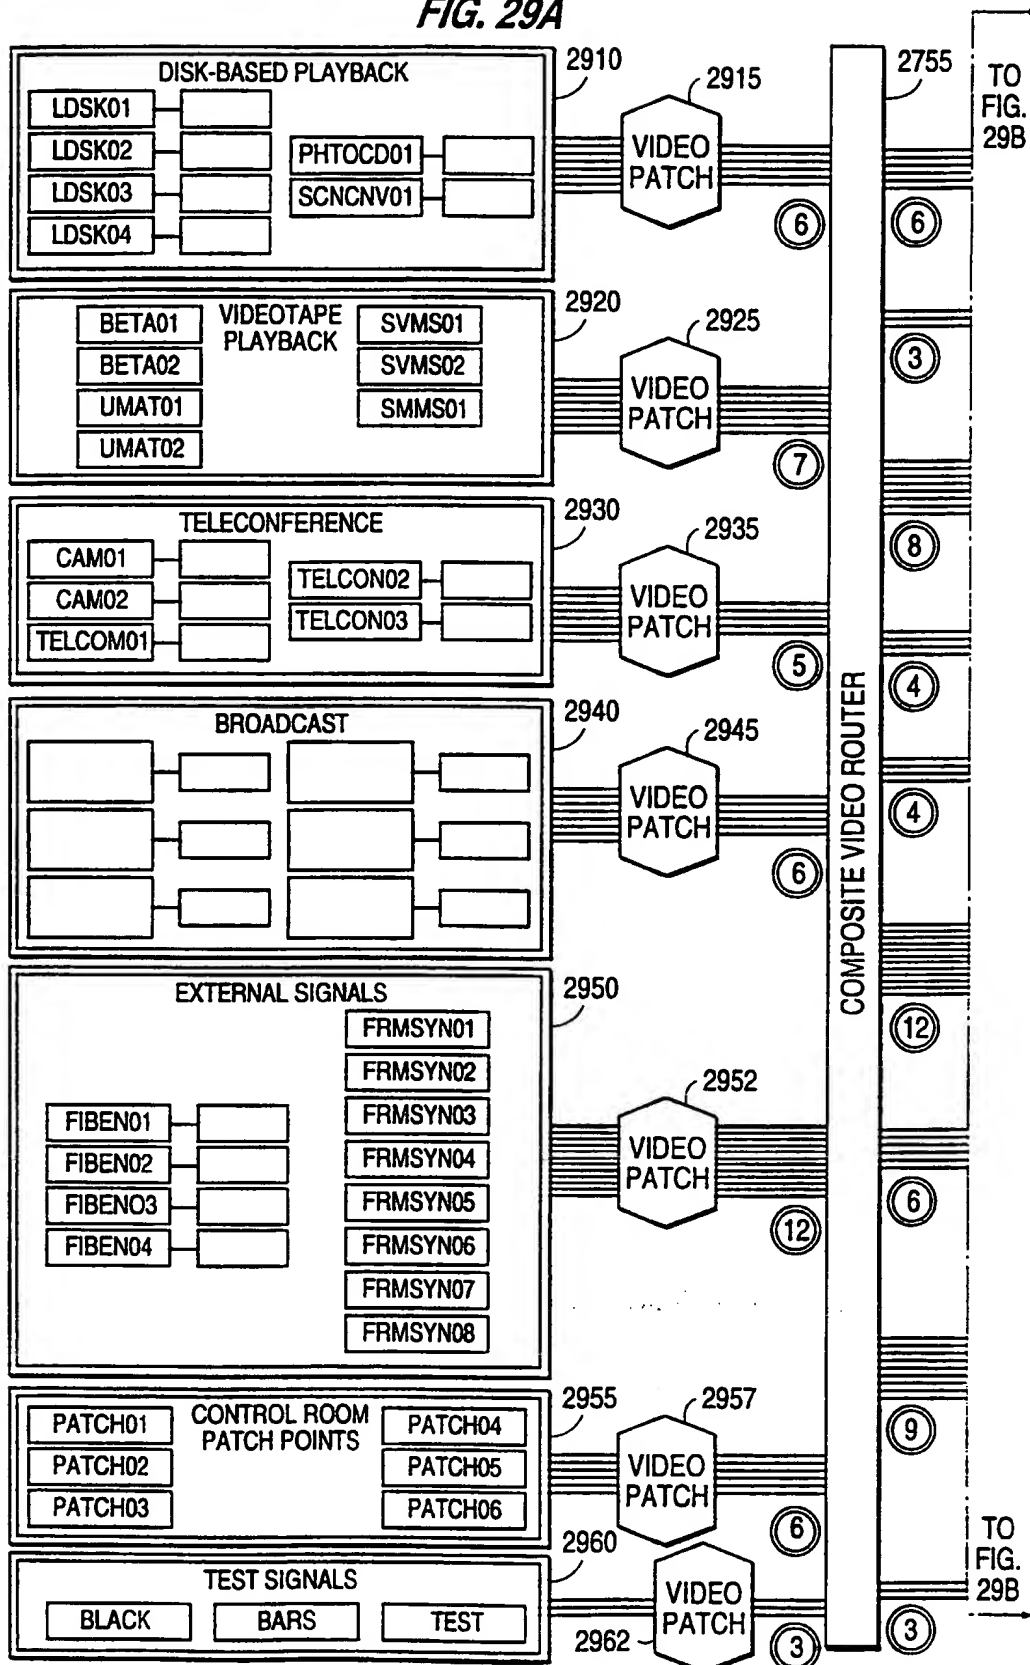 FIG. 29A
DISK-BASED PLAYBACK
LDSK01
LDSK02
LDSK03
LDSK04
PHTOCD01
SCNCNV01
2910
2915
VIDEO
PATCH
6
2755
6
TO
FIG.
29B
VIDEOTAPE
PLAYBACK
BETA01
BETA02
UMAT01
UMAT02
SVMS01
SVMS02
SMMS01
2920
2925
VIDEO
PATCH
7
3
8
TELECONFERENCE
CAM01
CAM02
TELCOM01
TELCON02
TELCON03
2930
2935
VIDEO
PATCH
5
4
BROADCAST
2940
2945
VIDEO
PATCH
6
4
COMPOSITE VIDEO ROUTER
EXTERNAL SIGNALS
FIBEN01
FIBEN02
FIBENO3
FIBEN04
FRMSYN01
FRMSYN02
FRMSYN03
FRMSYN04
FRMSYN05
FRMSYN06
FRMSYN07
FRMSYN08
2950
2952
VIDEO
PATCH
12
12
6
CONTROL ROOM
PATCH POINTS
PATCH01
PATCH02
PATCH03
PATCH04
PATCH05
PATCH06
2955
2957
VIDEO
PATCH
6
9
TEST SIGNALS
BLACK
BARS
TEST
2960
2962
VIDEO
PATCH
3
3
TO
FIG.
29B